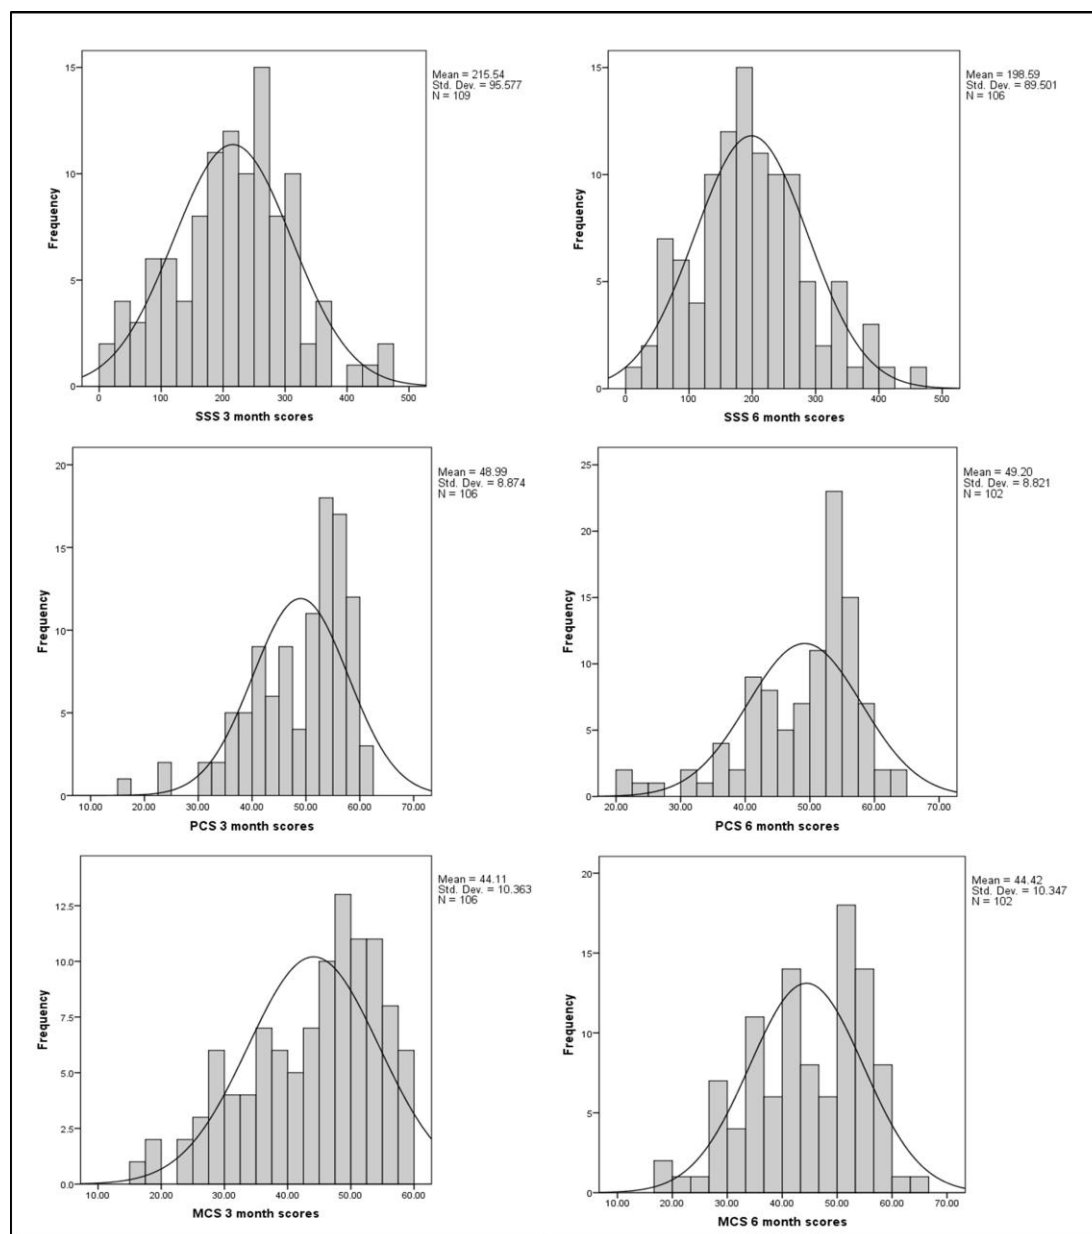 Mean = 215.54
Std. Dev. = 95.577
N = 109
Frequency
15
10
5
0
0 100 200 300 400 500
SSS 3 month scores
Mean = 198.59
Std. Dev. = 89.501
N = 106
Frequency
15
10
5
0
0 100 200 300 400 500
SSS 6 month scores
Mean = 48.99
Std. Dev. = 8.874
N = 106
Frequency
20
15
10
5
0
10.00 20.00 30.00 40.00 50.00 60.00 70.00
PCS 3 month scores
Mean = 49.20
Std. Dev. = 8.821
N = 102
Frequency
25
20
15
10
5
0
20.00 30.00 40.00 50.00 60.00 70.00
PCS 6 month scores
Mean = 44.11
Std. Dev. = 10.363
N = 106
Frequency
12.5
10.0
7.5
5.0
2.5
0.0
10.00 20.00 30.00 40.00 50.00 60.00
MCS 3 month scores
Mean = 44.42
Std. Dev. = 10.347
N = 102
Frequency
20
15
10
5
0
10.00 20.00 30.00 40.00 50.00 60.00 70.00
MCS 6 month scores